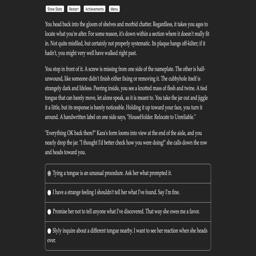 Show Stats Restart Achievements Menu
You head back into the gloom of shelves and morbid clutter. Regardless, it takes you ages to
locate what you're after. For some reason, it's down within a section where it doesn't really fit
in. Not quite misfiled, but certainly not properly systematic. Its plaque hangs off-kilter; if it
hadn't, you might very well have walked right past.
You stop in front of it. A screw is missing from one side of the nameplate. The other is half-
unwound, like someone didn't finish either fixing or removing it. The cubbyhole itself is
strangely dark and lifeless. Peering inside, you see a knotted mass of flesh and twine. A tied
tongue that can barely move, let alone speak, as it is meant to. You take the jar out and joggle
it a little, but its response is barely noticeable. Holding it up toward your face, you turn it
around. A handwritten label on one side says, "HouseHolder. Relocate to Unreliable."
"Everything OK back there?" Kara's form looms into view at the end of the aisle, and you
nearly drop the jar. "I thought I'd better check how you were doing!" she calls down the row
and heads toward you.
Tying a tongue is an unusual procedure. Ask her what prompted it.
I have a strange feeling I shouldn't tell her what I've found. Say I'm fine.
Promise her not to tell anyone what I've discovered. That way she owes me a favor.
Slyly inquire about a different tongue nearby. I want to see her reaction when she heads
over.